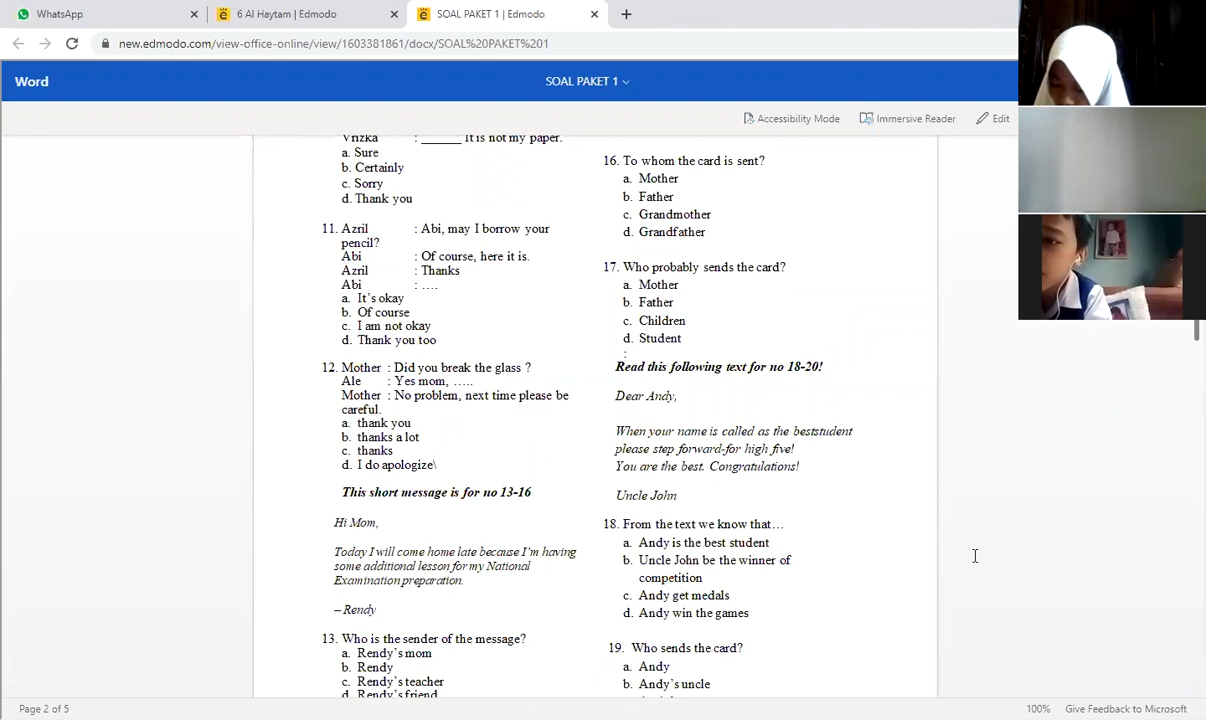 WhatsApp
6 Al Haytam | Edmodo
SOAL PAKET 1 | Edmodo
new.edmodo.com/view-office-online/view/1603381861/docx/SOAL%20PAKET%201
Word
SOAL PAKET 1
Accessibility Mode
Immersive Reader
Edit
Vrizka : ______ It is not my paper.
a. Sure
b. Certainly
c. Sorry
d. Thank you
11. Azril : Abi, may I borrow your
pencil?
Abi : Of course, here it is.
Azril : Thanks
Abi : ….
a. It's okay
b. Of course
c. I am not okay
d. Thank you too
12. Mother : Did you break the glass ?
Ale : Yes mom, …..
Mother : No problem, next time please be
careful.
a. thank you
b. thanks a lot
c. thanks
d. I do apologize\
This short message is for no 13-16
Hi Mom,
Today I will come home late because I'm having
some additional lesson for my National
Examination preparation.
– Rendy
13. Who is the sender of the message?
a. Rendy's mom
b. Rendy
c. Rendy's teacher
d. Rendy's friend
16. To whom the card is sent?
a. Mother
b. Father
c. Grandmother
d. Grandfather
17. Who probably sends the card?
a. Mother
b. Father
c. Children
d. Student
:
Read this following text for no 18-20!
Dear Andy,
When your name is called as the beststudent
please step forward-for high five!
You are the best. Congratulations!
Uncle John
18. From the text we know that…
a. Andy is the best student
b. Uncle John be the winner of
competition
c. Andy get medals
d. Andy win the games
19. Who sends the card?
a. Andy
b. Andy's uncle
Page 2 of 5
100%
Give Feedback to Microsoft